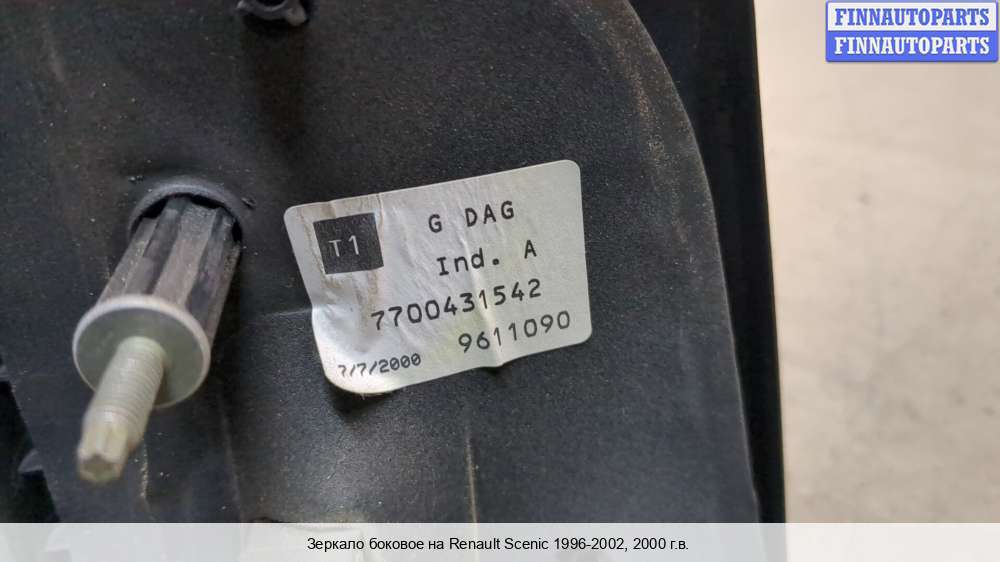 FINNAUTOPARTS
FINNAUTOPARTS
T1
G DAG
Ind. A
7700431542
9611090
7/7/2000
Зеркало боковое на Renault Scenic 1996-2002, 2000 г.в.